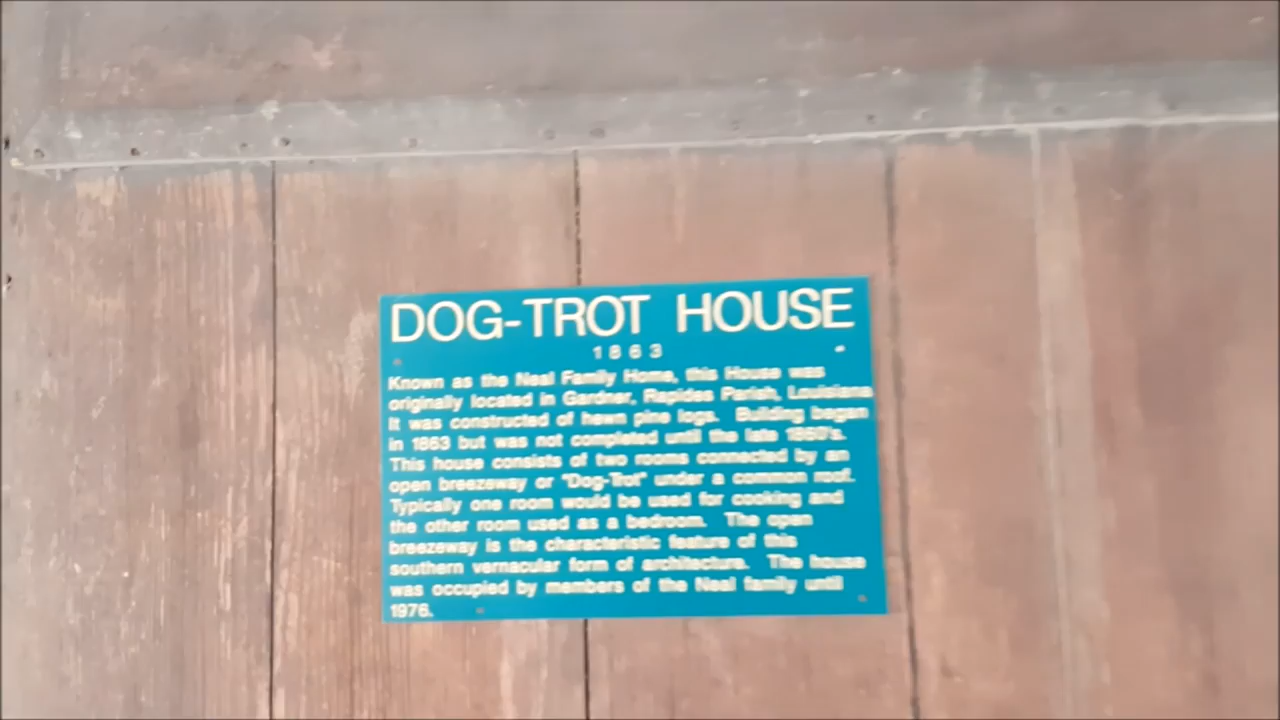 DOG-TROT HOUSE
1863
Known as the Neal Family Home, this House was
originally located in Gardner, Rapides Parish, Louisiana
It was constructed of hewn pine logs. Building began
in 1863 but was not completed until the late 1860's.
This house consists of two rooms connected by an
open breezeway or "Dog-Trot" under a common roof.
Typically one room would be used for cooking and
the other room used as a bedroom. The open
breezeway is the characteristic feature of this
southern vernacular form of architecture. The house
was occupied by members of the Neal family until
1976.